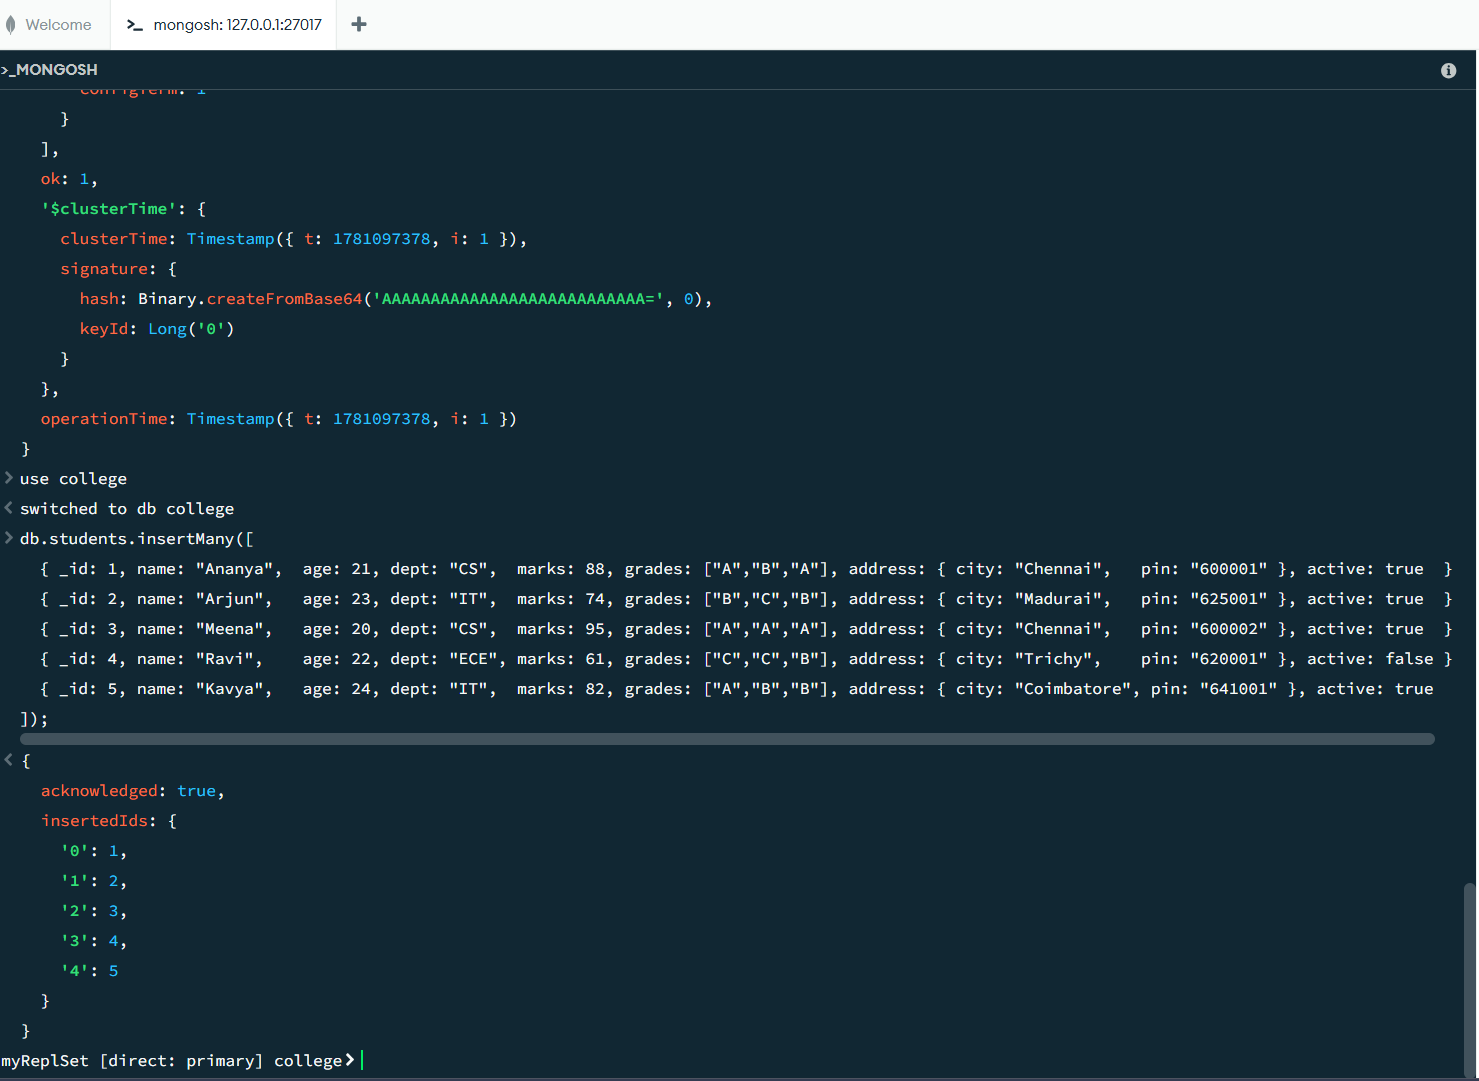 Welcome
>_ mongosh: 127.0.0.1:27017 +
>_MONGOSH
configTerm: 1
}
],
ok: 1,
'$clusterTime': {
clusterTime: Timestamp({ t: 1781097378, i: 1 }),
signature: {
hash: Binary.createFromBase64('AAAAAAAAAAAAAAAAAAAAAAAAAAA=', 0),
keyId: Long('0')
}
},
operationTime: Timestamp({ t: 1781097378, i: 1 })
}
> use college
< switched to db college
> db.students.insertMany([
{ _id: 1, name: "Ananya",  age: 21, dept: "CS",  marks: 88, grades: ["A","B","A"], address: { city: "Chennai",   pin: "600001" }, active: true  }
{ _id: 2, name: "Arjun",   age: 23, dept: "IT",  marks: 74, grades: ["B","C","B"], address: { city: "Madurai",   pin: "625001" }, active: true  }
{ _id: 3, name: "Meena",   age: 20, dept: "CS",  marks: 95, grades: ["A","A","A"], address: { city: "Chennai",   pin: "600002" }, active: true  }
{ _id: 4, name: "Ravi",    age: 22, dept: "ECE", marks: 61, grades: ["C","C","B"], address: { city: "Trichy",    pin: "620001" }, active: false }
{ _id: 5, name: "Kavya",   age: 24, dept: "IT",  marks: 82, grades: ["A","B","B"], address: { city: "Coimbatore", pin: "641001" }, active: true
]);
< {
acknowledged: true,
insertedIds: {
'0': 1,
'1': 2,
'2': 3,
'3': 4,
'4': 5
}
}
myReplSet [direct: primary] college>